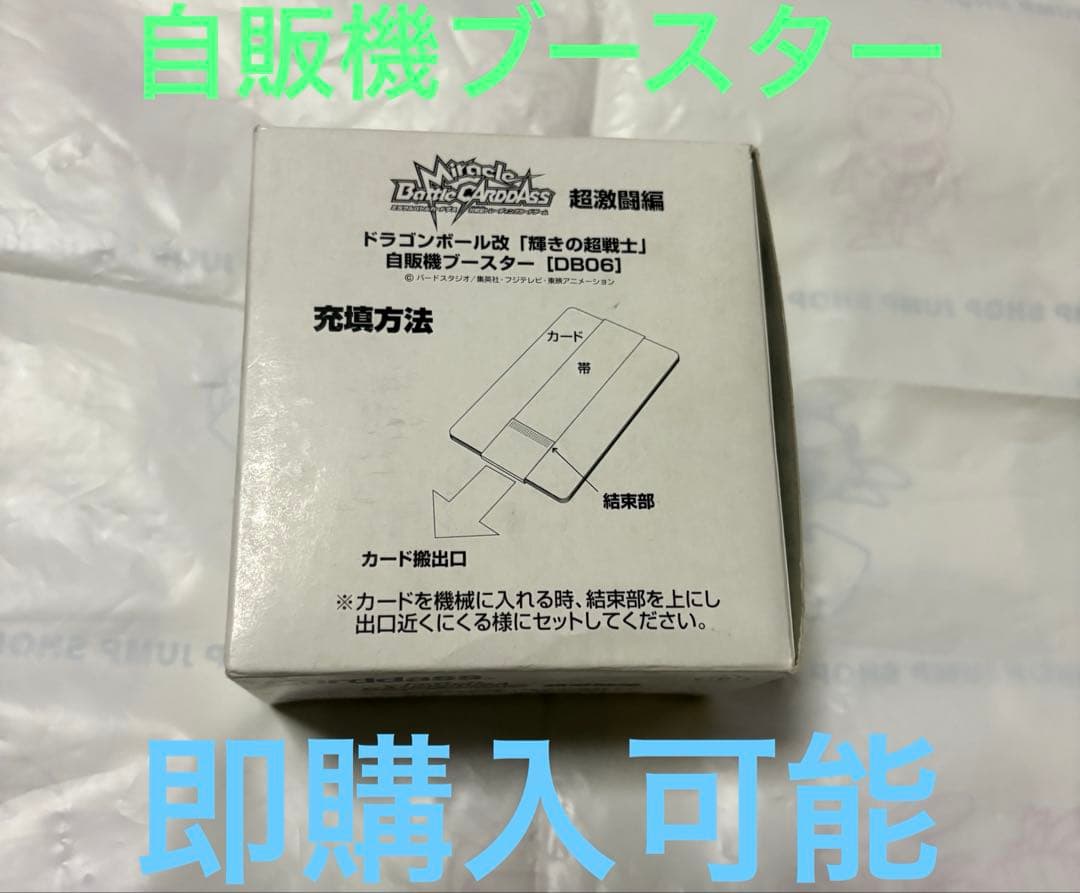 自販機ブースター
Miracle
Battle CARDDASS
超激闘編
ドラゴンボール改「輝きの超戦士」
自販機ブースター [DB06]
© バードスタジオ/集英社・フジテレビ・東映アニメーション
充填方法
カード
帯
結束部
カード搬出口
※カードを機械に入れる時、結束部を上にし
出口近くにくる様にセットしてください。
即購入可能